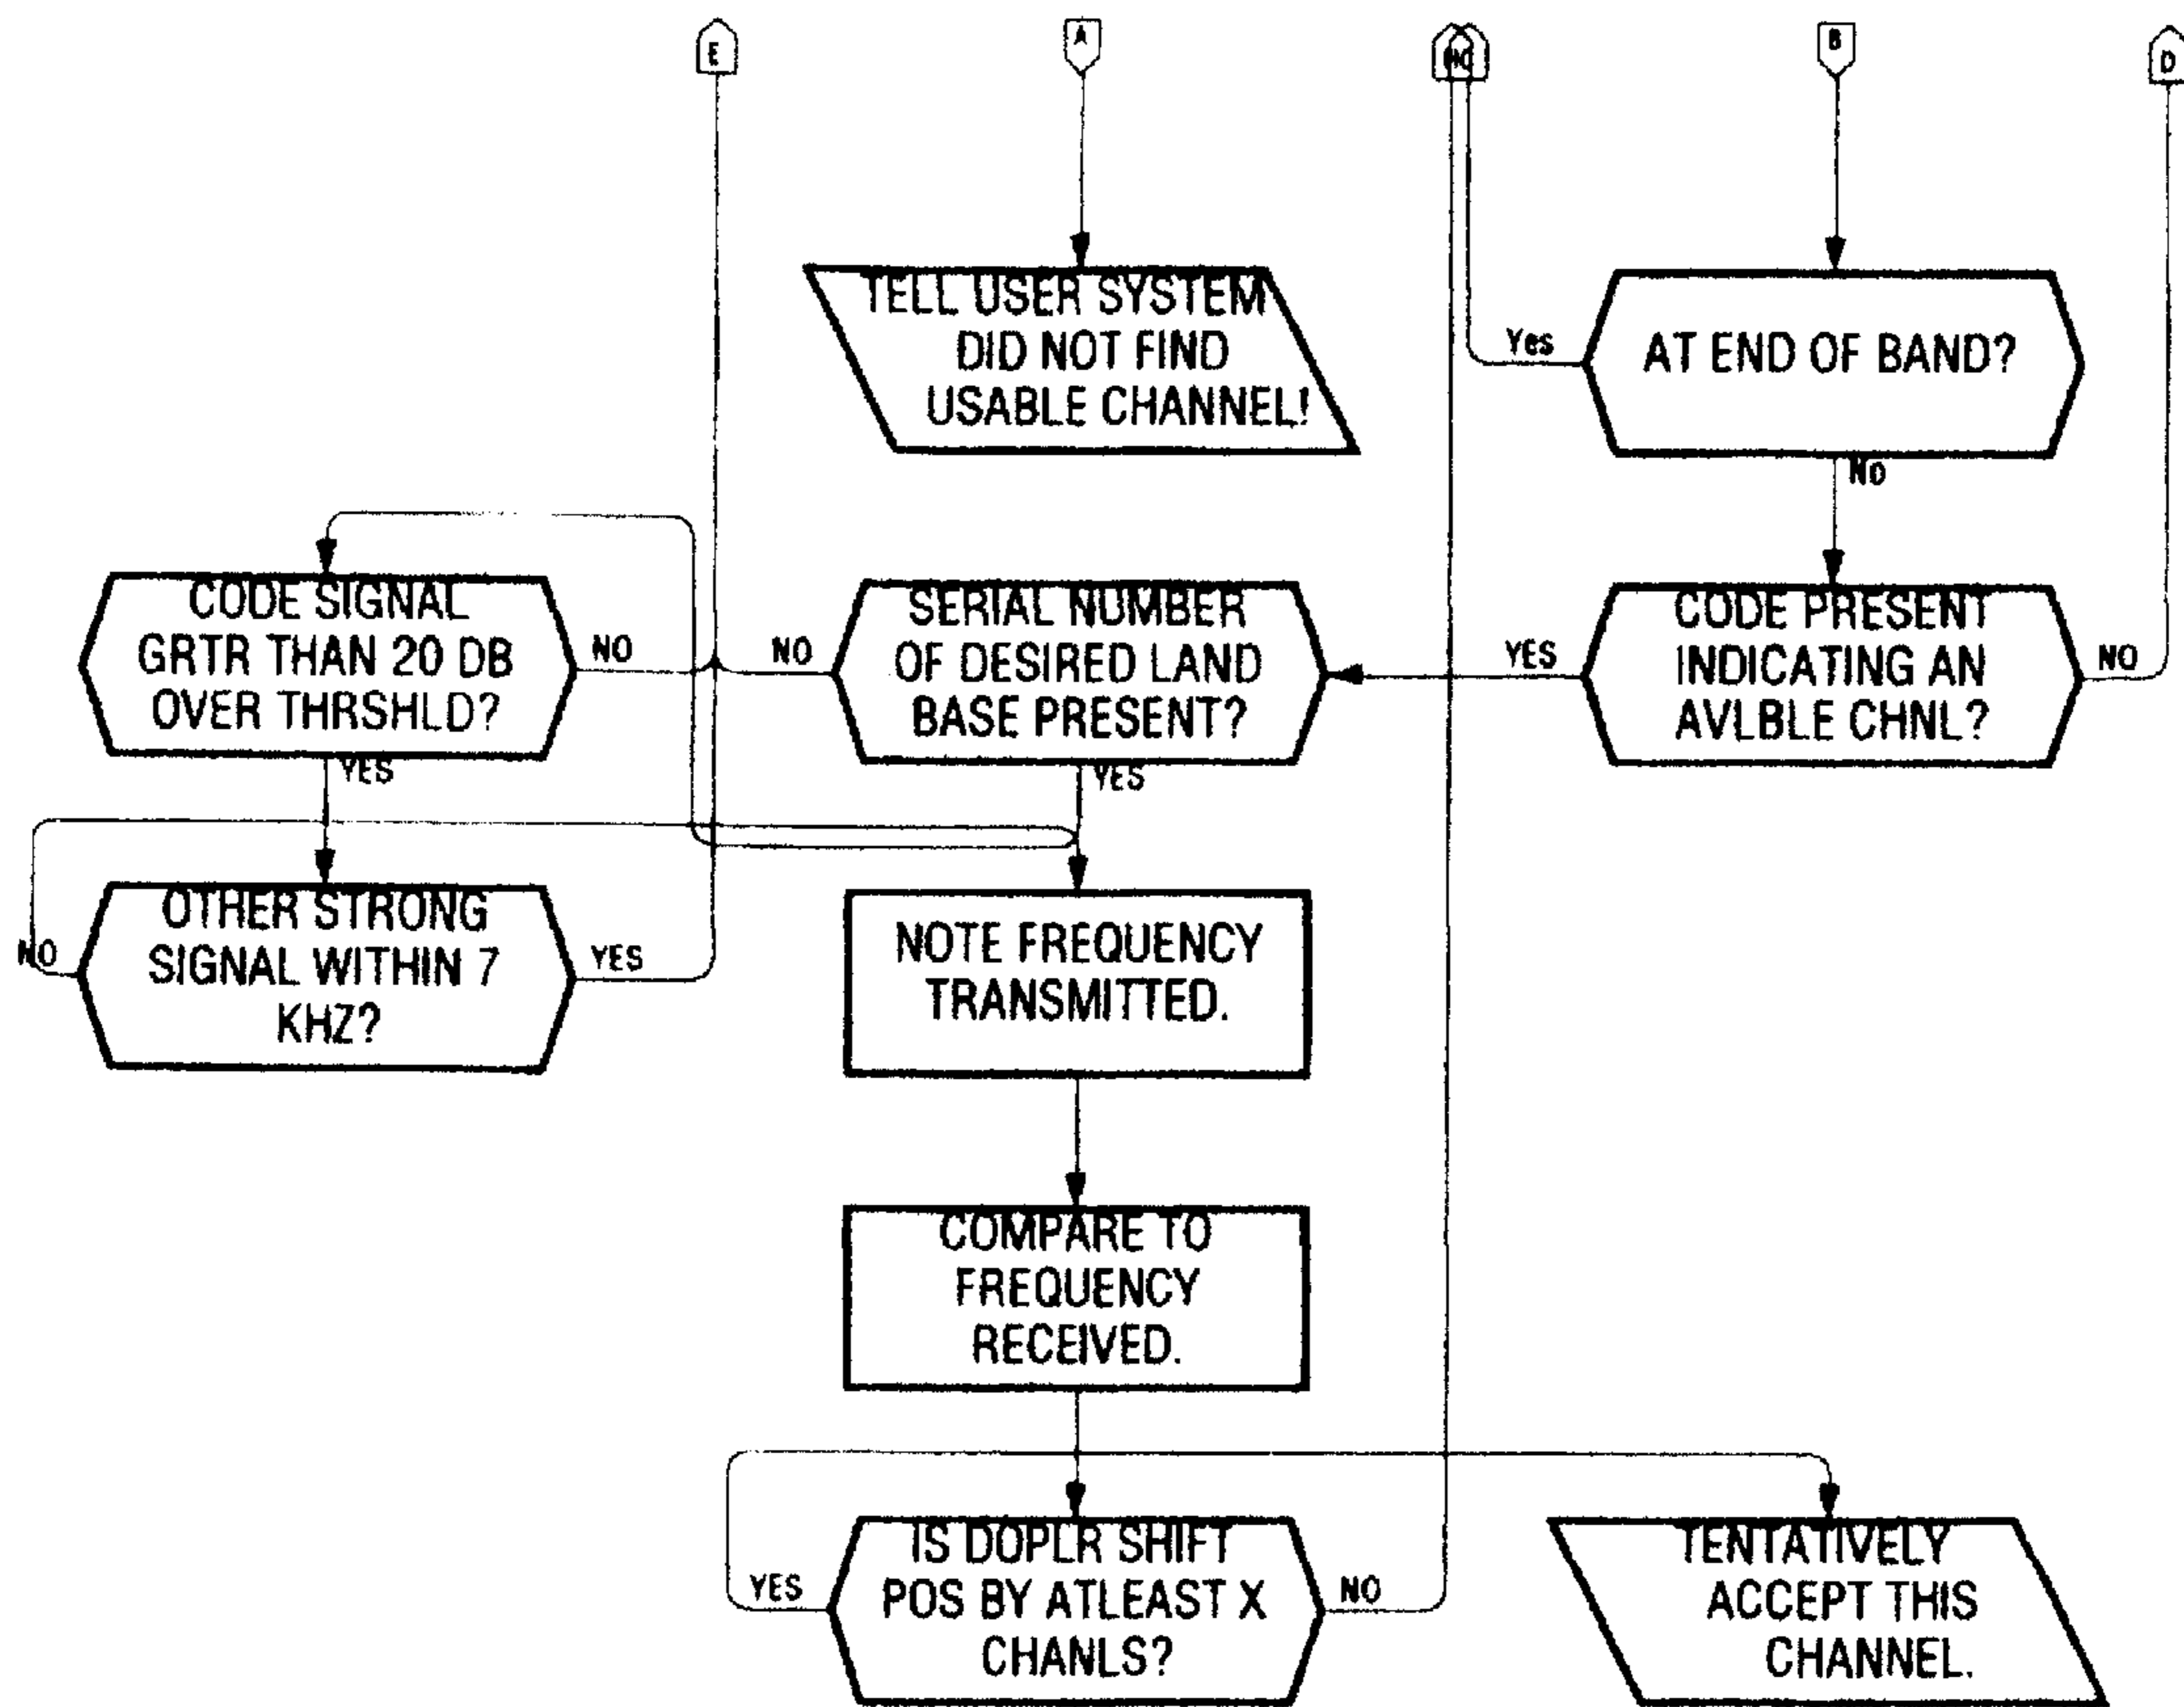 E
A
B
D
TELL USER SYSTEM
DID NOT FIND
USABLE CHANNEL!
Yes
AT END OF BAND?
NO
CODE SIGNAL
GRTR THAN 20 DB
OVER THRSHLD?
NO
YES
NO
SERIAL NUMBER
OF DESIRED LAND
BASE PRESENT?
YES
YES
CODE PRESENT
INDICATING AN
AVLBLE CHNL?
NO
NO
OTHER STRONG
SIGNAL WITHIN 7
KHZ?
YES
NOTE FREQUENCY
TRANSMITTED.
COMPARE TO
FREQUENCY
RECEIVED.
YES
IS DOPLR SHIFT
POS BY ATLEAST X
CHANLS?
NO
TENTATIVELY
ACCEPT THIS
CHANNEL.